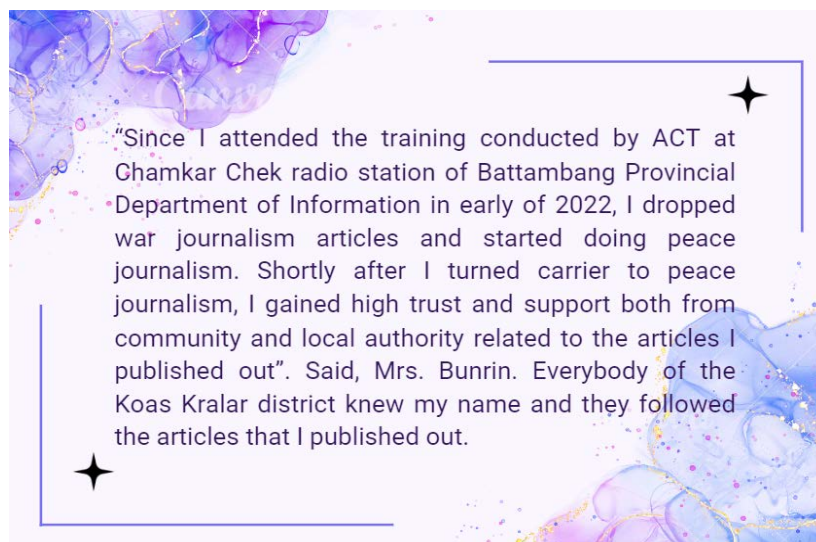 “Since I attended the training conducted by ACT at
Chamkar Chek radio station of Battambang Provincial
Department of Information in early of 2022, I dropped
war journalism articles and started doing peace
journalism. Shortly after I turned carrier to peace
journalism, I gained high trust and support both from
community and local authority related to the articles I
published out”. Said, Mrs. Bunrin. Everybody of the
Koas Kralar district knew my name and they followed
the articles that I published out.